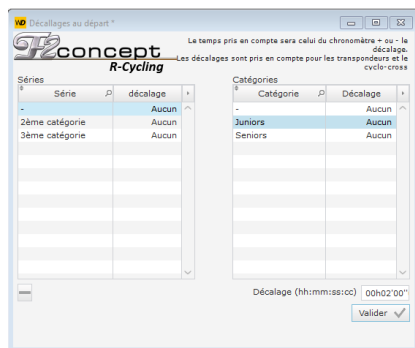 Décallages au départ *
F2concept
R-Cycling
Le temps pris en compte sera celui du chronomètre + ou - le
décalage.
Les décalages sont pris en compte pour les transpondeurs et le
cyclo-cross
Séries
Série décalage
- Aucun
2ème catégorie Aucun
3ème catégorie Aucun
Catégories
Catégorie Décalage
- Aucun
Juniors Aucun
Seniors Aucun
Décalage (hh:mm:ss:cc) 00h02'00"
Valider